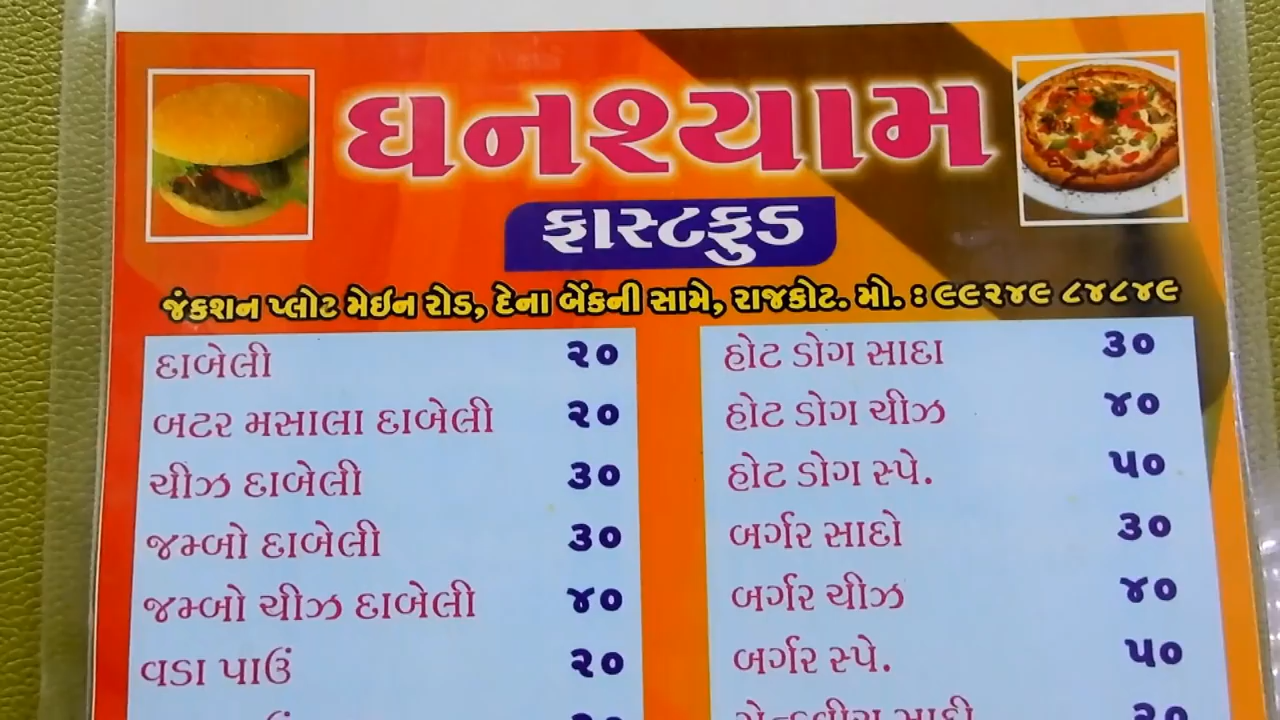 ઘનશ્યામ
ફાસ્ટફુડ
જંકશન પ્લોટ મેઇન રોડ, દેના બેંકની સામે, રાજકોટ. મો. : ૯૯૨૪૯ ૮૪૮૪૯
દાબેલી ૨૦
બટર મસાલા દાબેલી ૨૦
ચીઝ દાબેલી ૩૦
જમ્બો દાબેલી ૩૦
જમ્બો ચીઝ દાબેલી ૪૦
વડા પાઉં ૨૦
હોટ ડોગ સાદા ૩૦
હોટ ડોગ ચીઝ ૪૦
હોટ ડોગ સ્પે. ૫૦
બર્ગર સાદો ૩૦
બર્ગર ચીઝ ૪૦
બર્ગર સ્પે. ૫૦